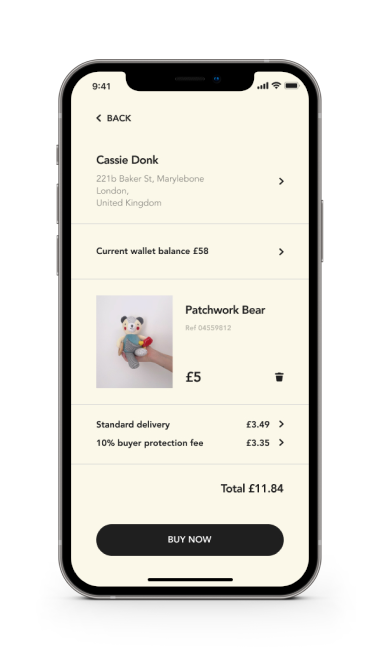 9:41
BACK
Cassie Donk
221b Baker St, Marylebone
London,
United Kingdom
Current wallet balance £58
Patchwork Bear
Ref 04559812
£5
Standard delivery £3.49
10% buyer protection fee £3.35
Total £11.84
BUY NOW